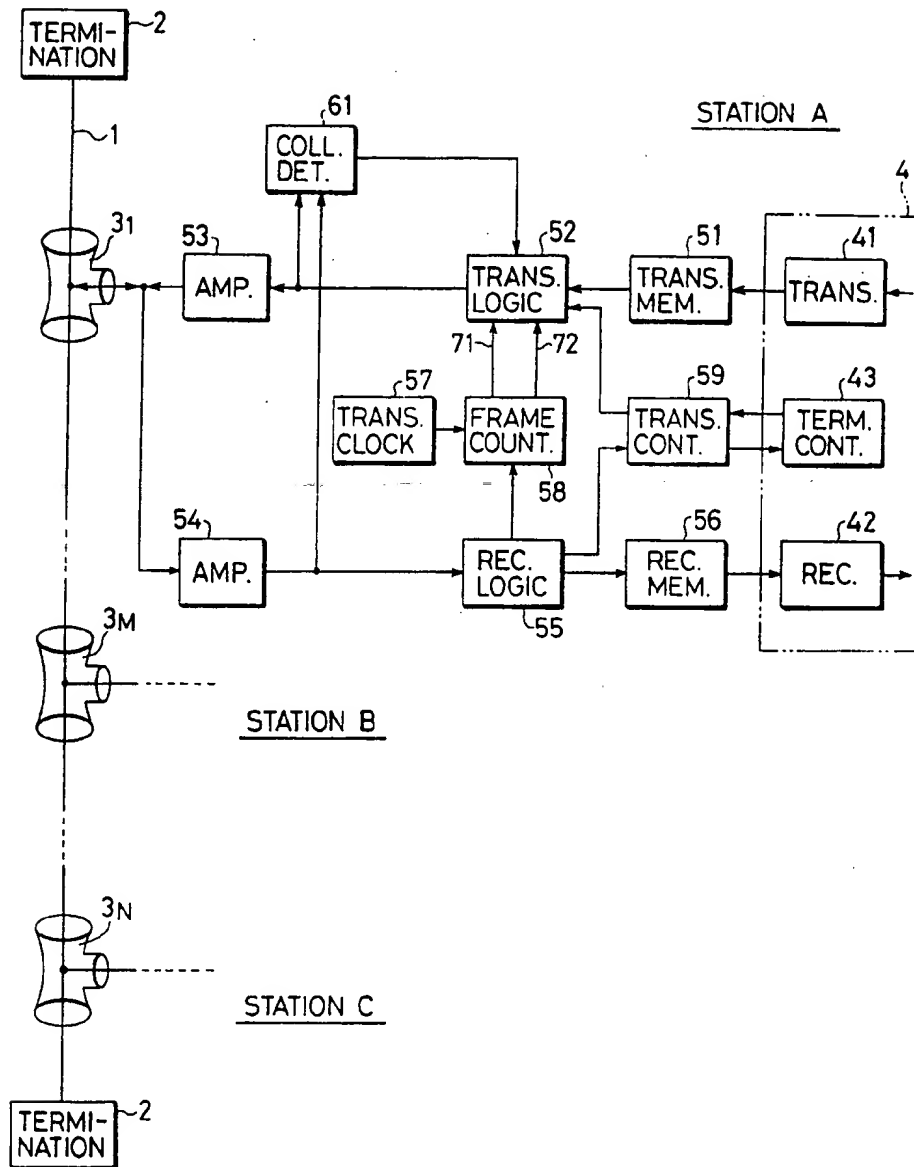 TERMI-
NATION
2
1
61
COLL.
DET.
STATION A
4
31
53
AMP.
52
TRANS.
LOGIC
51
TRANS.
MEM.
41
TRANS.
71
72
57
TRANS.
CLOCK
FRAME
COUNT.
58
59
TRANS.
CONT.
43
TERM.
CONT.
54
AMP.
REC.
LOGIC
55
56
REC.
MEM.
42
REC.
3M
STATION B
3N
STATION C
TERMI-
NATION
2